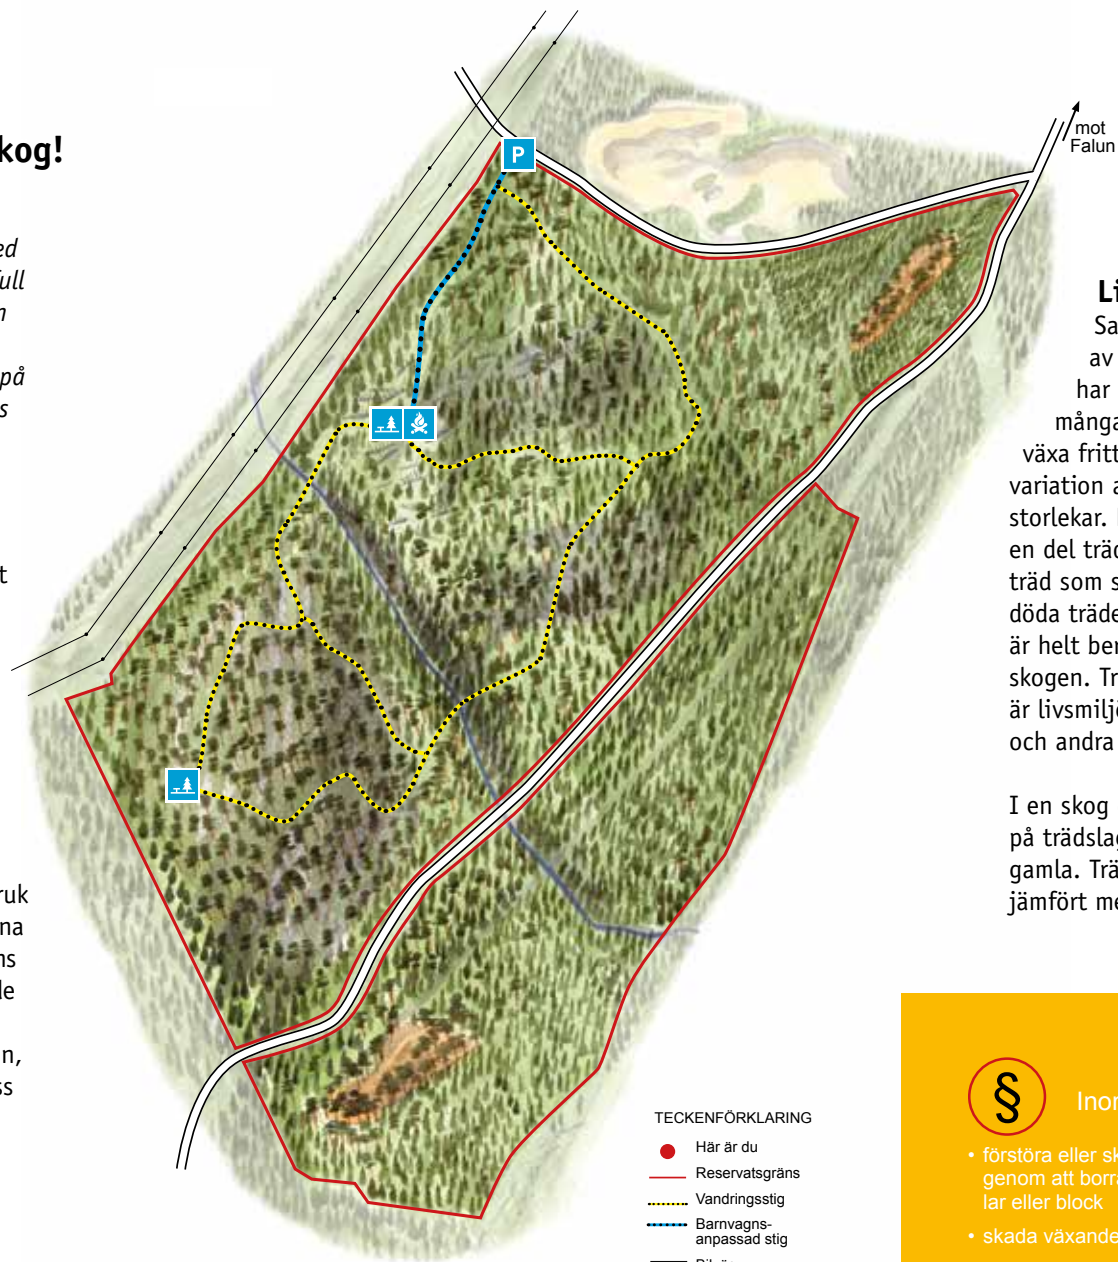 kog!
ed
full
n
på
s
t
ruk
na
ns
de
n,
ss
P
mot
Falun
Li
Sa
av
har
många
växa fritt
variation a
storlekar.
en del träd
träd som s
döda träde
är helt ber
skogen. Tr
är livsmiljö
och andra
I en skog
på trädslag
gamla. Trä
jämfört me
TECKENFÖRKLARING
Här är du
Reservatsgräns
Vandringsstig
Barnvagns-
anpassad stig
§
Inor
• förstöra eller sk
genom att borra
lar eller block
• skada växande